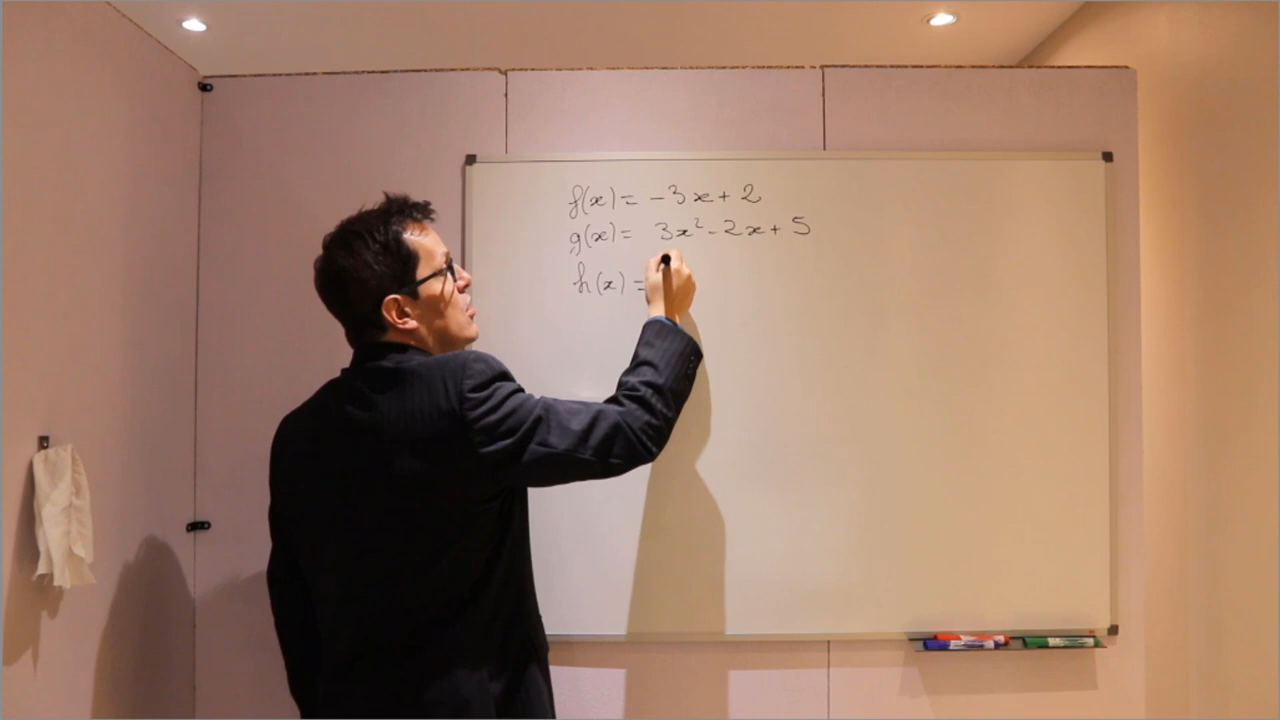 f(x) = -3x + 2
g(x) = 3x² - 2x + 5
h(x) =